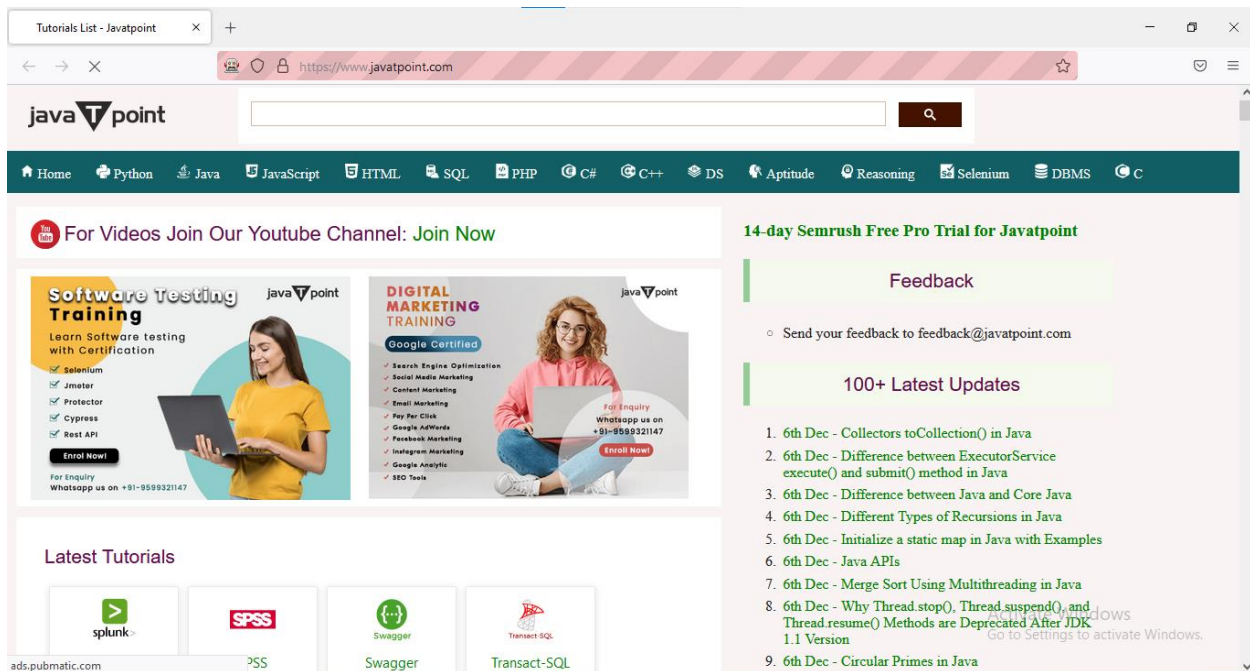 Tutorials List - Javatpoint
https://www.javatpoint.com
java T point
Home Python Java JavaScript HTML SQL PHP C# C++ DS Aptitude Reasoning Selenium DBMS C
You Tube
For Videos Join Our Youtube Channel: Join Now
java T point
Software Testing
Training
Learn Software testing
with Certification
Selenium
Jmeter
Protector
Cypress
Rest API
Enrol Now!
For Enquiry
Whatsapp us on +91-9599321147
java T point
DIGITAL
MARKETING
TRAINING
Google Certified
Search Engine Optimization
Social Media Marketing
Content Marketing
Email Marketing
Pay Per Click
Google AdWords
Facebook Marketing
Instagram Marketing
Google Analytic
SEO Tools
For Enquiry
Whatsapp us on
+91-9599321147
Enroll Now!
Latest Tutorials
splunk>
SPSS
Swagger
Transact-SQL
Swagger
Transact-SQL
14-day Semrush Free Pro Trial for Javatpoint
Feedback
Send your feedback to feedback@javatpoint.com
100+ Latest Updates
1. 6th Dec - Collectors toCollection() in Java
2. 6th Dec - Difference between ExecutorService
execute() and submit() method in Java
3. 6th Dec - Difference between Java and Core Java
4. 6th Dec - Different Types of Recursions in Java
5. 6th Dec - Initialize a static map in Java with Examples
6. 6th Dec - Java APIs
7. 6th Dec - Merge Sort Using Multithreading in Java
8. 6th Dec - Why Thread.stop(), Thread.suspend(), and
Thread.resume() Methods are Deprecated After JDK
1.1 Version
9. 6th Dec - Circular Primes in Java
Activate Windows
Go to Settings to activate Windows.
ads.pubmatic.com